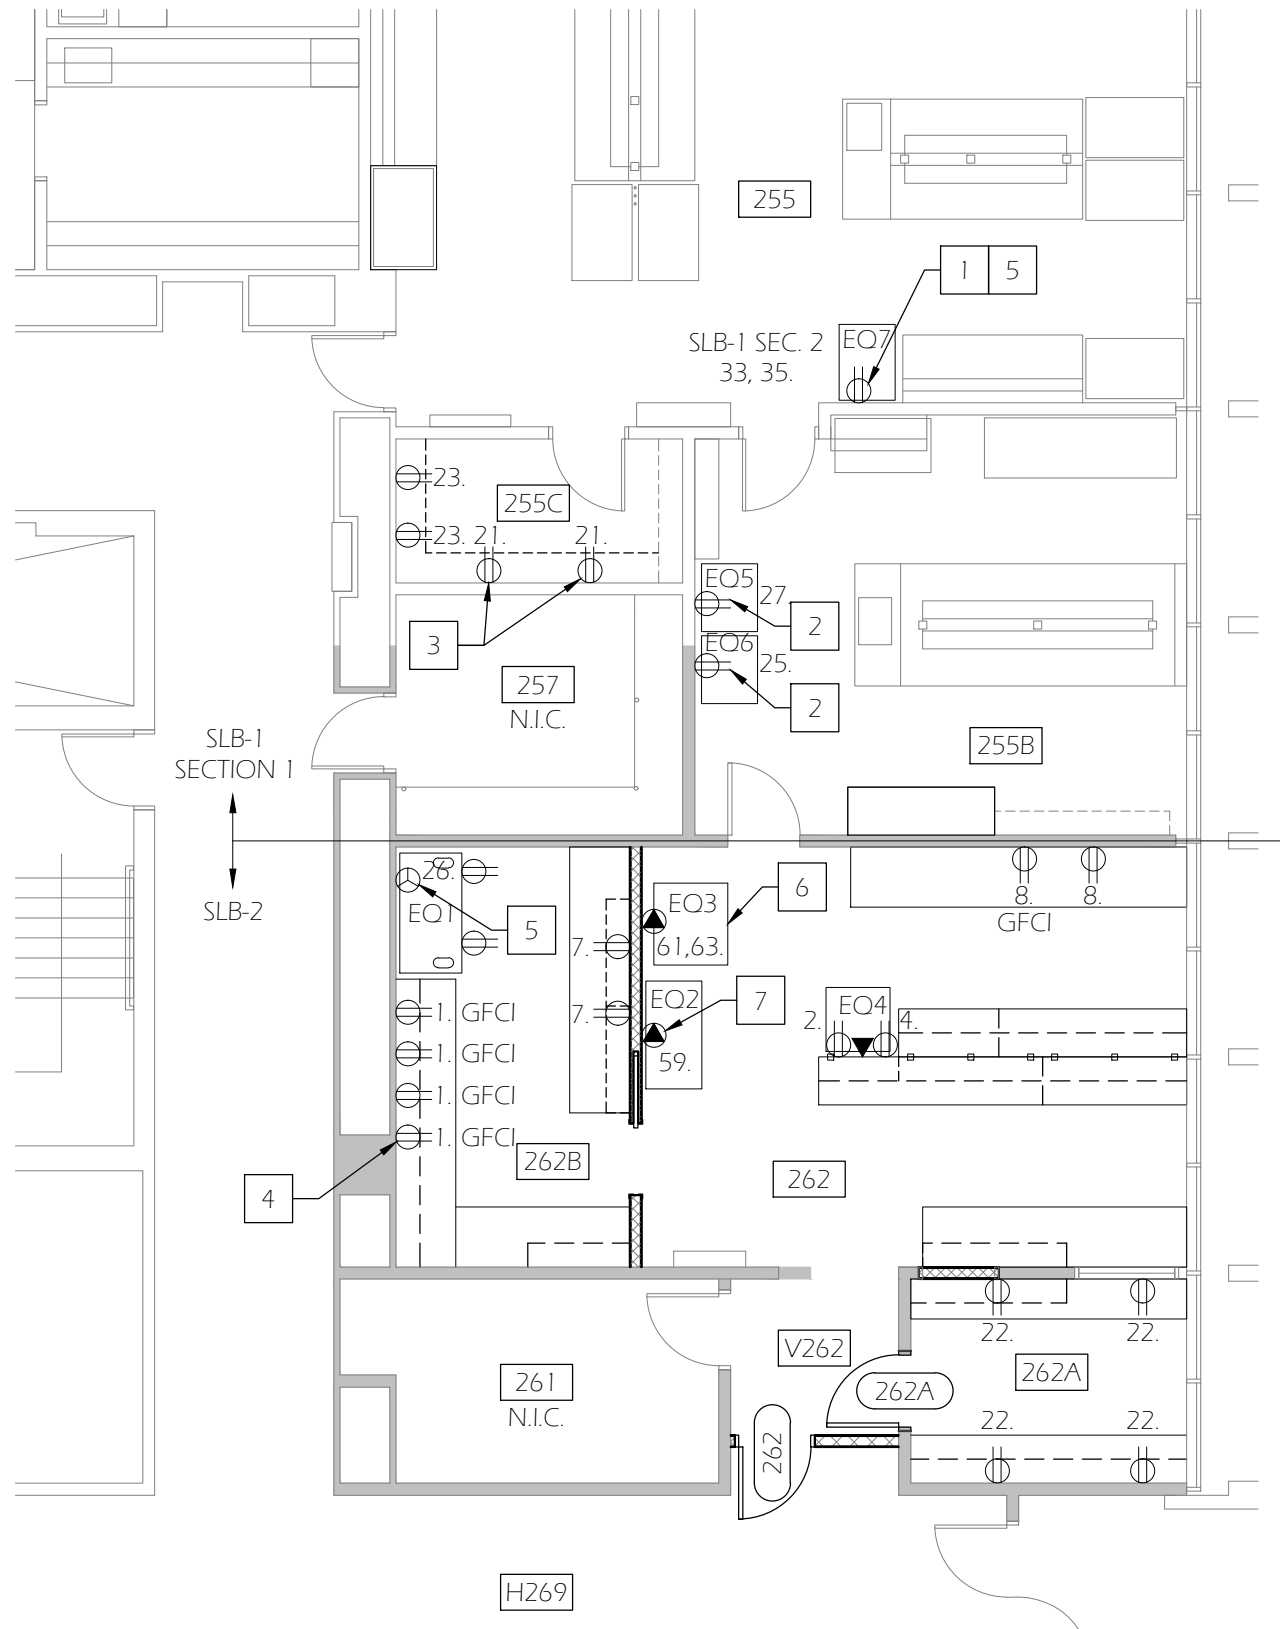 255
1 5
SLB-1 SEC. 2
33, 35.
EQ7
23.
255C
23. 21. 21.
EQ5
27.
2
3
EQ6
25.
257
N.I.C.
2
255B
SLB-1
SECTION 1
SLB-2
26.
EQ1
5
EQ3
6
61,63.
8. 8.
GFCI
7.
7.
EQ2
7
59.
EQ4
2. 4.
1. GFCI
1. GFCI
1. GFCI
1. GFCI
4
262B
262
22. 22.
V262
262A
262A
261
N.I.C.
262
22. 22.
H269